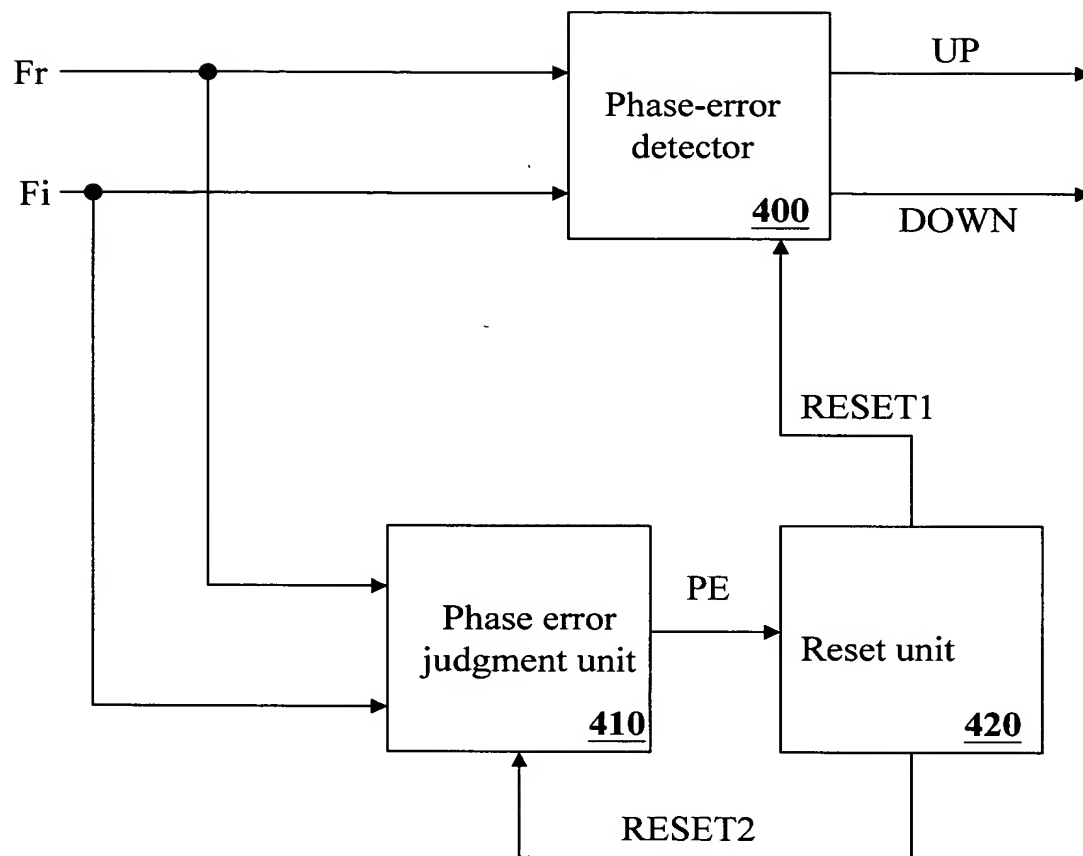 Fr
UP
Phase-error
detector
400
Fi
DOWN
RESET1
PE
Phase error
judgment unit
410
Reset unit
420
RESET2